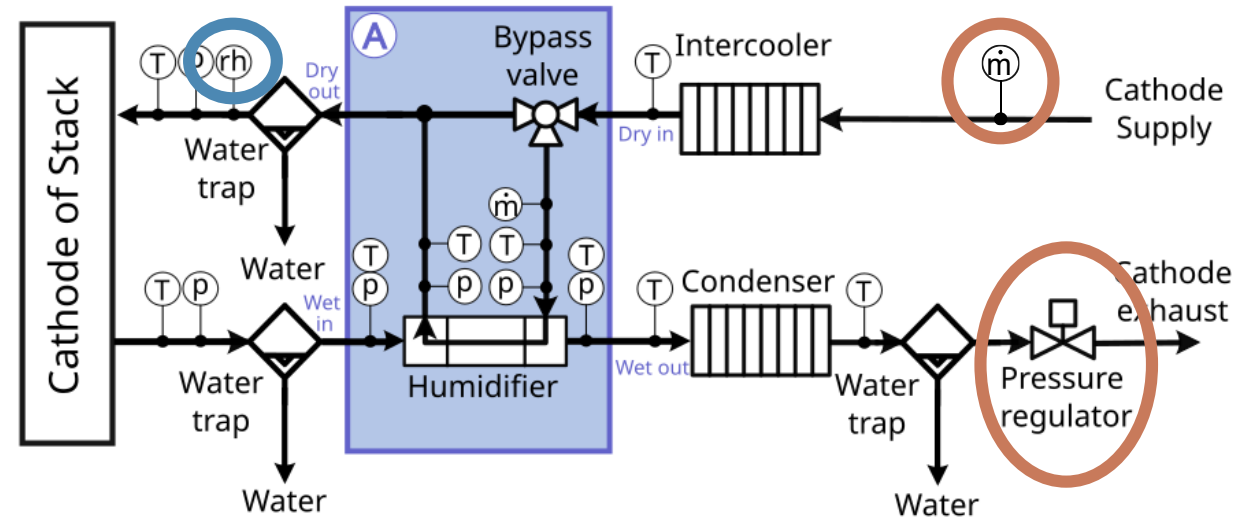 A
Bypass
valve
Intercooler
ṁ
Cathode
Supply
T
p
rh
Dry
out
T
Dry in
Cathode of Stack
Water
trap
ṁ
T
T
p
p
Water
T
p
Wet
in
T
p
T
p
T
Condenser
T
Cathode
exhaust
Wet out
Humidifier
Water
trap
Water
trap
Pressure
regulator
Water
Water